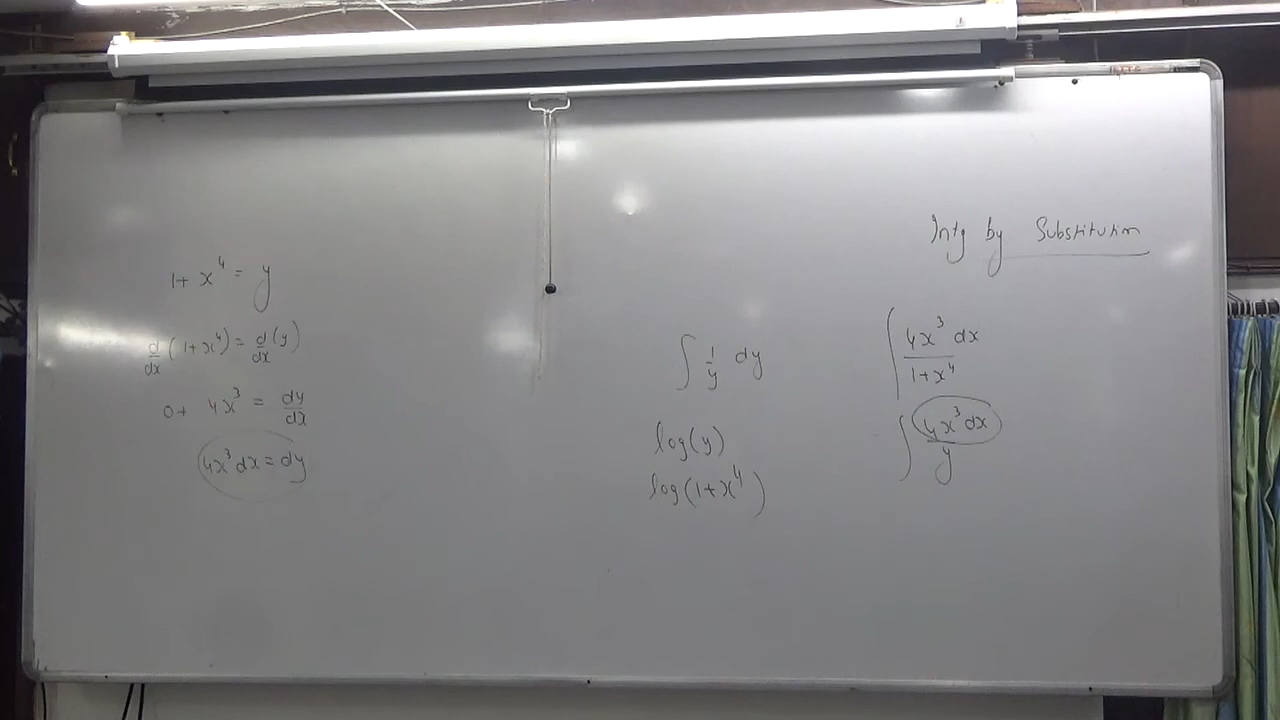 Intg by Substitution
∫ 4x³ dx / 1+x⁴
∫ 4x³dx / y
1+ x⁴ = y
d/dx (1+x⁴) = d/dx (y)
0+ 4x³ = dy/dx
4x³dx = dy
∫ 1/y dy
log(y)
log(1+x⁴)